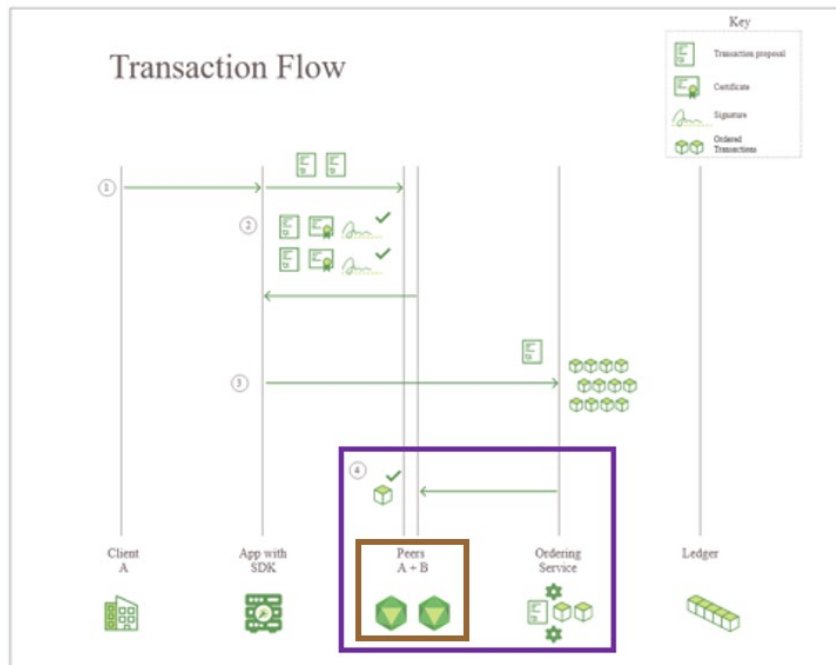 Key
Transaction Flow
Transaction proposal
Certificate
Signature
Ordered
Transactions
1
2
3
4
Client
A
App with
SDK
Peers
A + B
Ordering
Service
Ledger